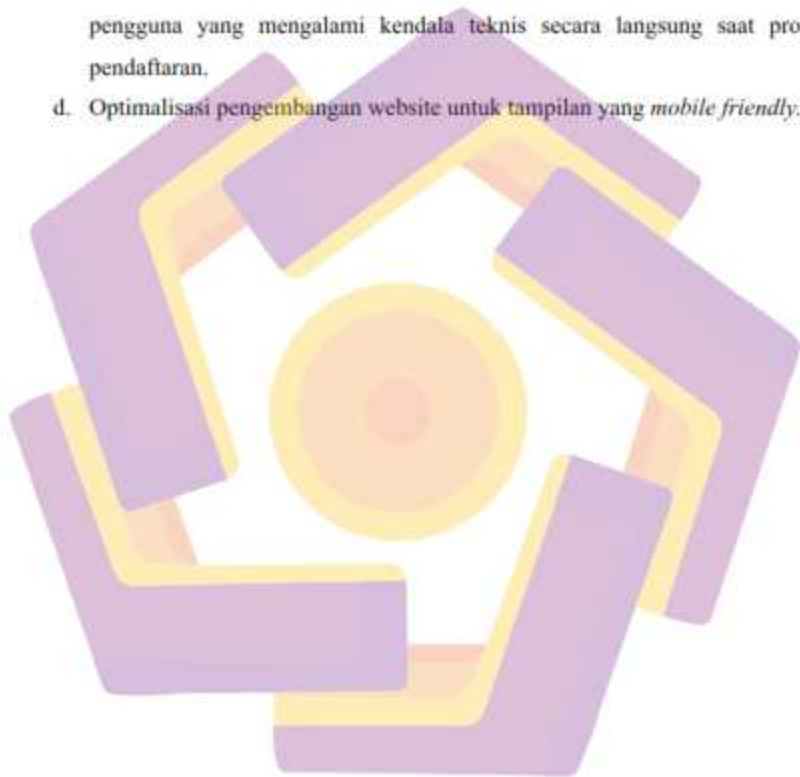 pengguna yang mengalami kendala teknis secara langsung saat pro
pendaftaran.
d. Optimalisasi pengembangan website untuk tampilan yang mobile friendly.